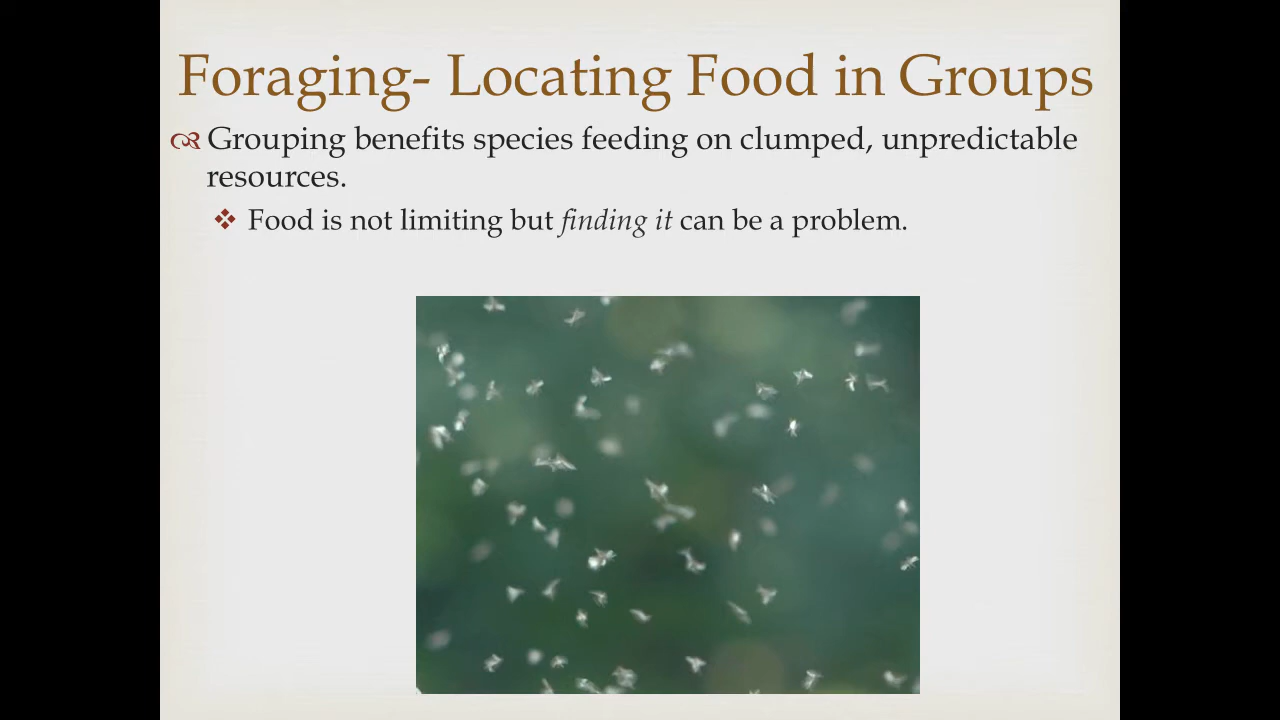 Foraging- Locating Food in Groups
Grouping benefits species feeding on clumped, unpredictable
resources.
Food is not limiting but finding it can be a problem.